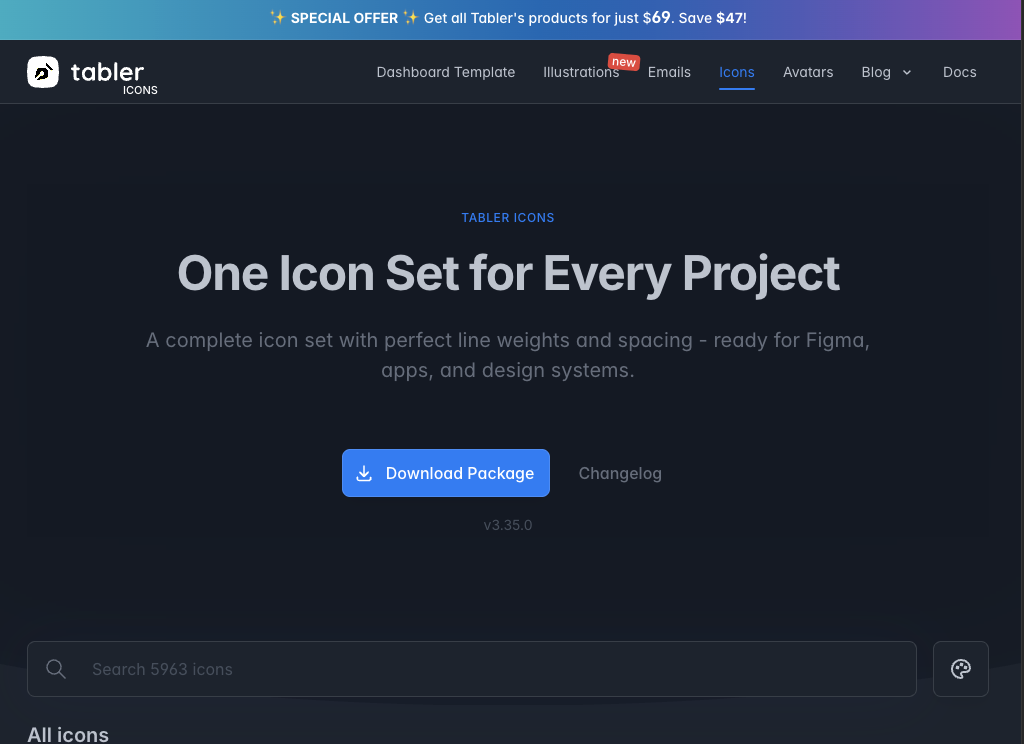 ✨ SPECIAL OFFER ✨ Get all Tabler's products for just $69. Save $47!
tabler
ICONS
Dashboard Template Illustrations new Emails Icons Avatars Blog Docs
TABLER ICONS
One Icon Set for Every Project
A complete icon set with perfect line weights and spacing - ready for Figma,
apps, and design systems.
Download Package Changelog
v3.35.0
Search 5963 icons
All icons